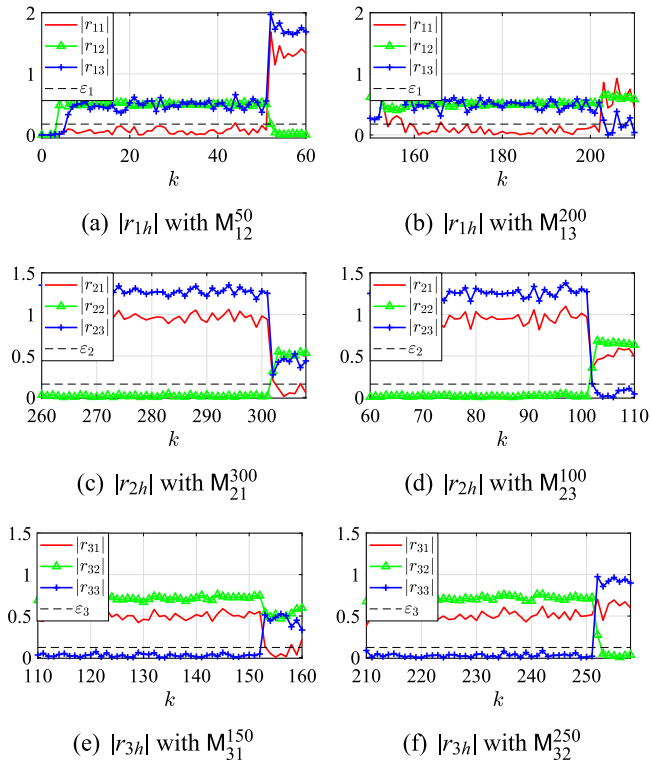 2
1
0
|r11|
|r12|
|r13|
ε1
0 20 40 60
k
(a) |r1h| with M^50_12
2
1
0
|r11|
|r12|
|r13|
ε1
160 180 200
k
(b) |r1h| with M^200_13
1.5
1
0.5
0
|r21|
|r22|
|r23|
ε2
260 270 280 290 300
k
(c) |r2h| with M^300_21
1.5
1
0.5
0
|r21|
|r22|
|r23|
ε2
60 70 80 90 100 110
k
(d) |r2h| with M^100_23
1.5
1
0.5
0
|r31|
|r32|
|r33|
ε3
110 120 130 140 150 160
k
(e) |r3h| with M^150_31
1.5
1
0.5
0
|r31|
|r32|
|r33|
ε3
210 220 230 240 250
k
(f) |r3h| with M^250_32